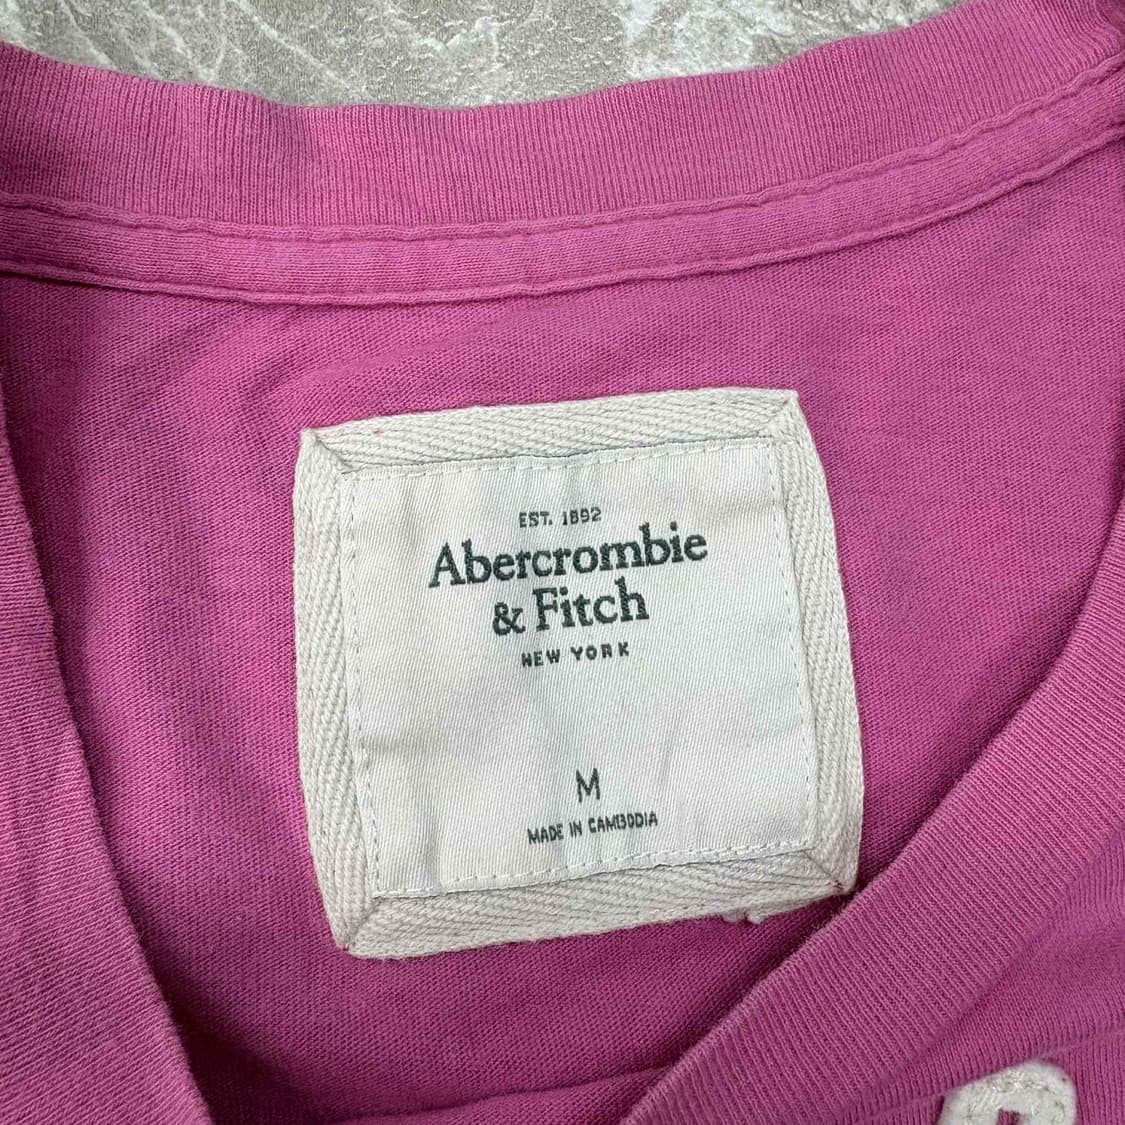 EST. 1892
Abercrombie
& Fitch
NEW YORK
M
MADE IN CAMBODIA